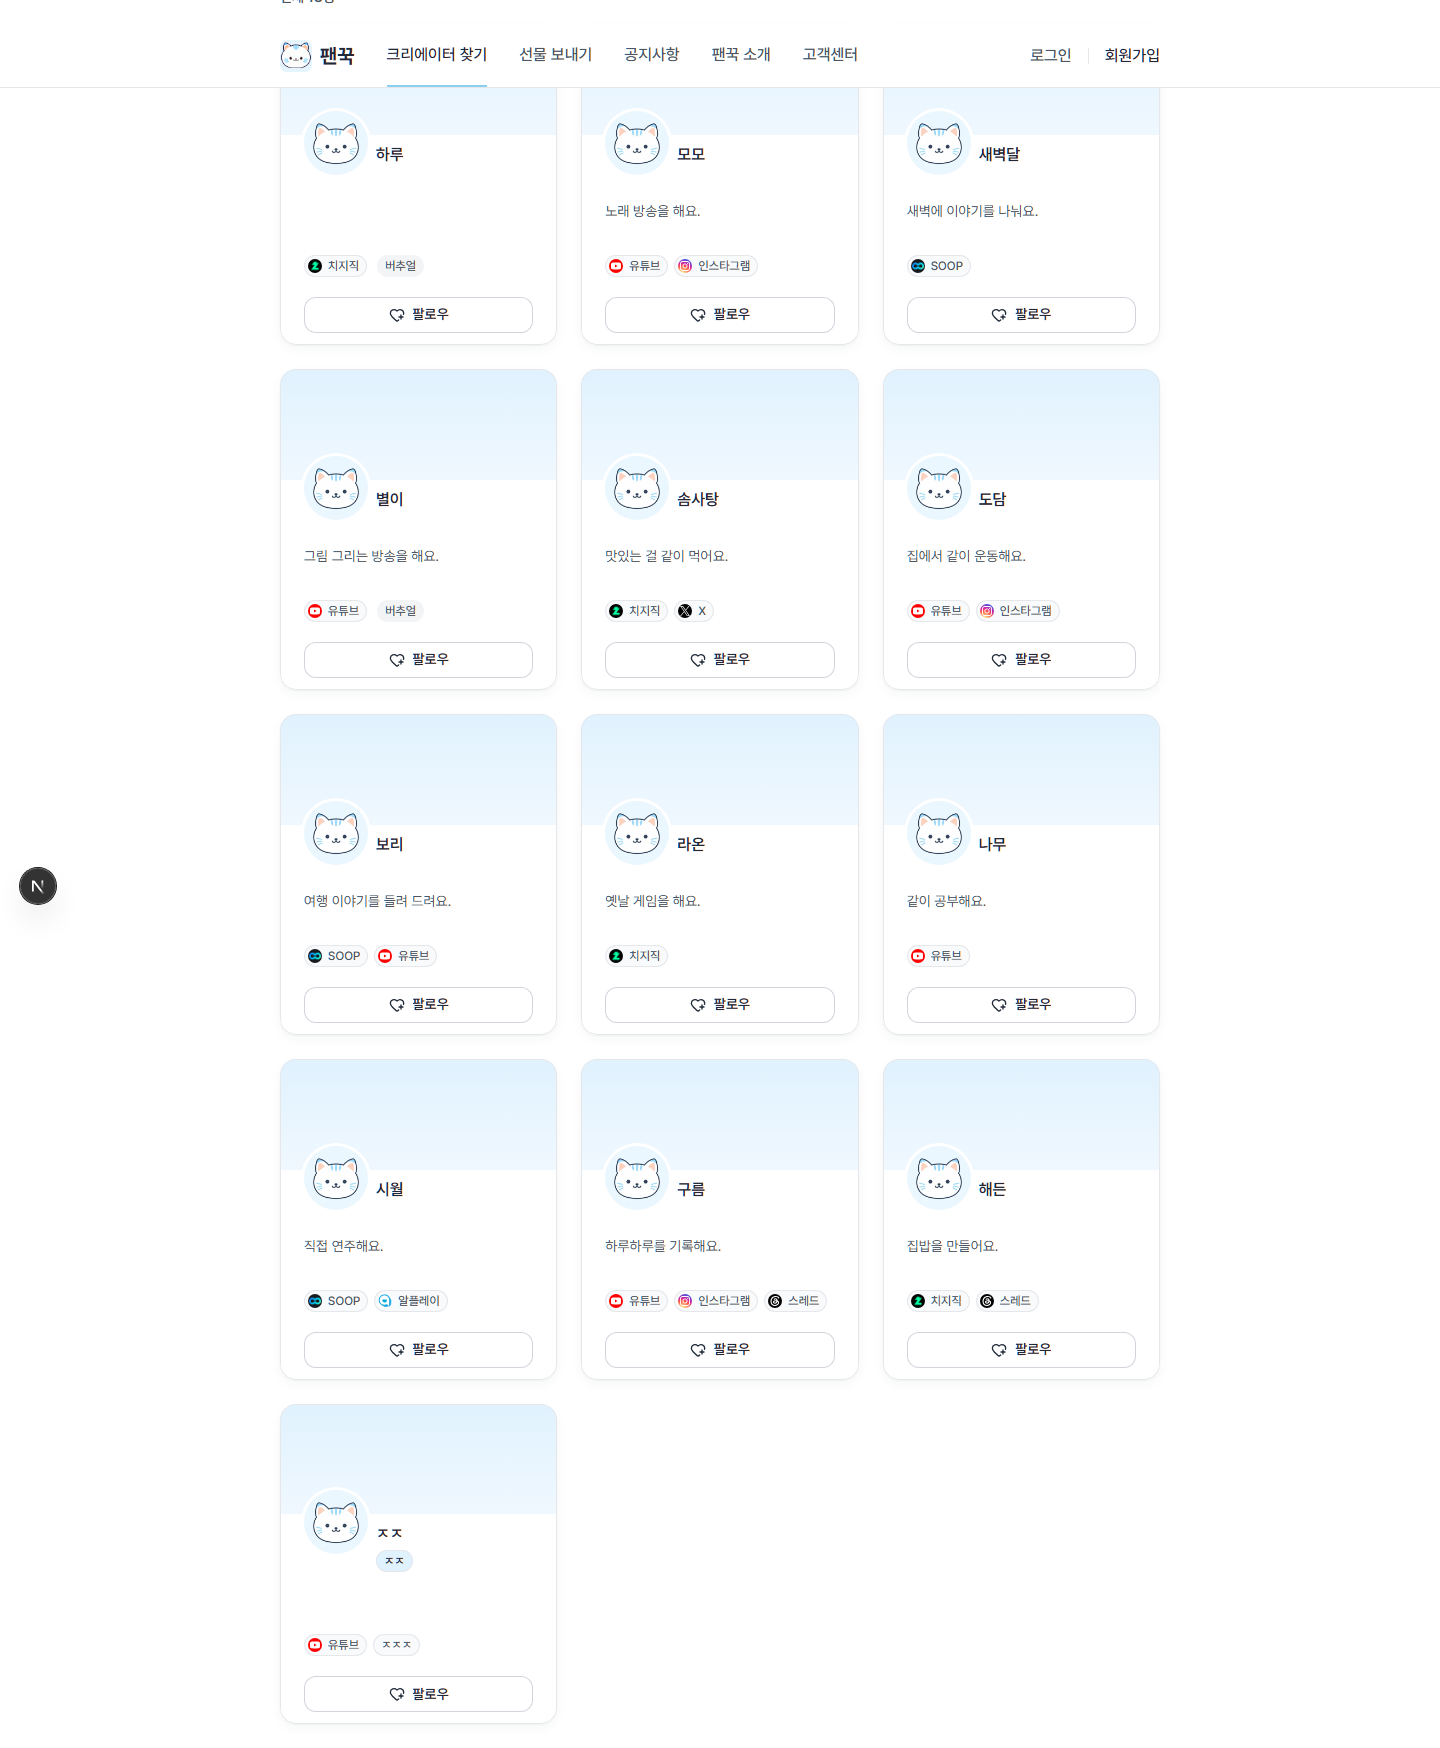 팬꾹 크리에이터 찾기 선물 보내기 공지사항 팬꾹 소개 고객센터 로그인 회원가입
하루 모모 새벽달
노래 방송을 해요. 새벽에 이야기를 나눠요.
치지직 버추얼 유튜브 인스타그램 SOOP
팔로우 팔로우 팔로우
별이 솜사탕 도담
그림 그리는 방송을 해요. 맛있는 걸 같이 먹어요. 집에서 같이 운동해요.
유튜브 버추얼 치지직 X 유튜브 인스타그램
팔로우 팔로우 팔로우
보리 라온 나무
여행 이야기를 들려 드려요. 옛날 게임을 해요. 같이 공부해요.
SOOP 유튜브 치지직 유튜브
팔로우 팔로우 팔로우
시월 구름 해든
직접 연주해요. 하루하루를 기록해요. 집밥을 만들어요.
SOOP 알플레이 유튜브 인스타그램 스레드 치지직 스레드
팔로우 팔로우 팔로우
ㅈㅈ
ㅈㅈ
유튜브 ㅈㅈㅈ
팔로우